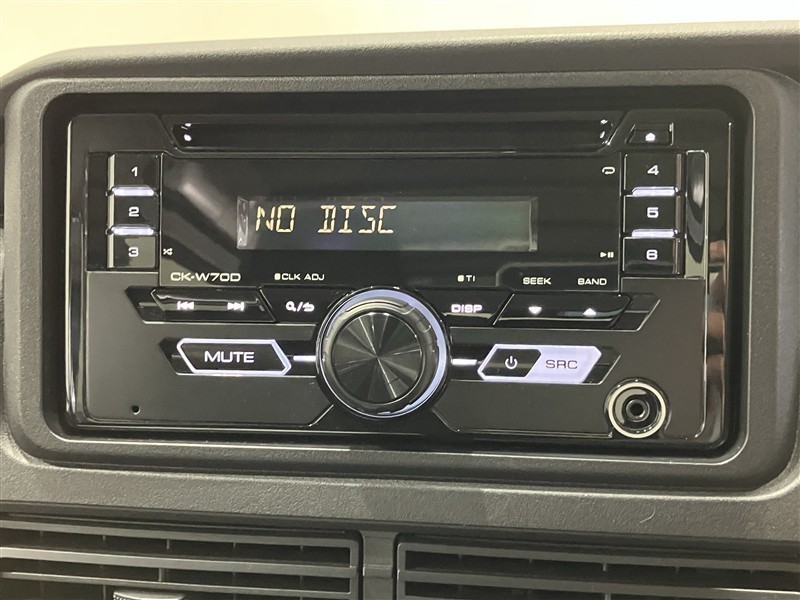 1
4
2
NO DISC
5
3
6
CK-W70D
CLK ADJ
TI
SEEK
BAND
DISP
MUTE
SRC